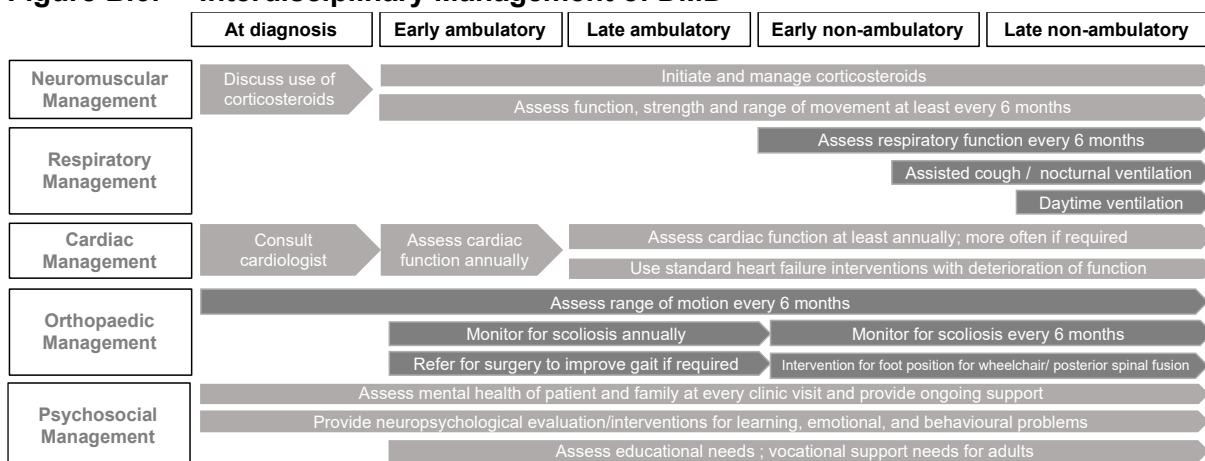 Figure Interdisciplinary Management of DMD
At diagnosis
Early ambulatory
Late ambulatory
Early non-ambulatory
Late non-ambulatory
Neuromuscular
Management
Discuss use of
corticosteroids
Initiate and manage corticosteroids
Assess function, strength and range of movement at least every 6 months
Respiratory
Management
Assess respiratory function every 6 months
Assisted cough / nocturnal ventilation
Daytime ventilation
Cardiac
Management
Consult
cardiologist
Assess cardiac
function annually
Assess cardiac function at least annually; more often if required
Use standard heart failure interventions with deterioration of function
Orthopaedic
Management
Assess range of motion every 6 months
Monitor for scoliosis annually
Monitor for scoliosis every 6 months
Refer for surgery to improve gait if required
Intervention for foot position for wheelchair/ posterior spinal fusion
Psychosocial
Management
Assess mental health of patient and family at every clinic visit and provide ongoing support
Provide neuropsychological evaluation/interventions for learning, emotional, and behavioural problems
Assess educational needs ; vocational support needs for adults